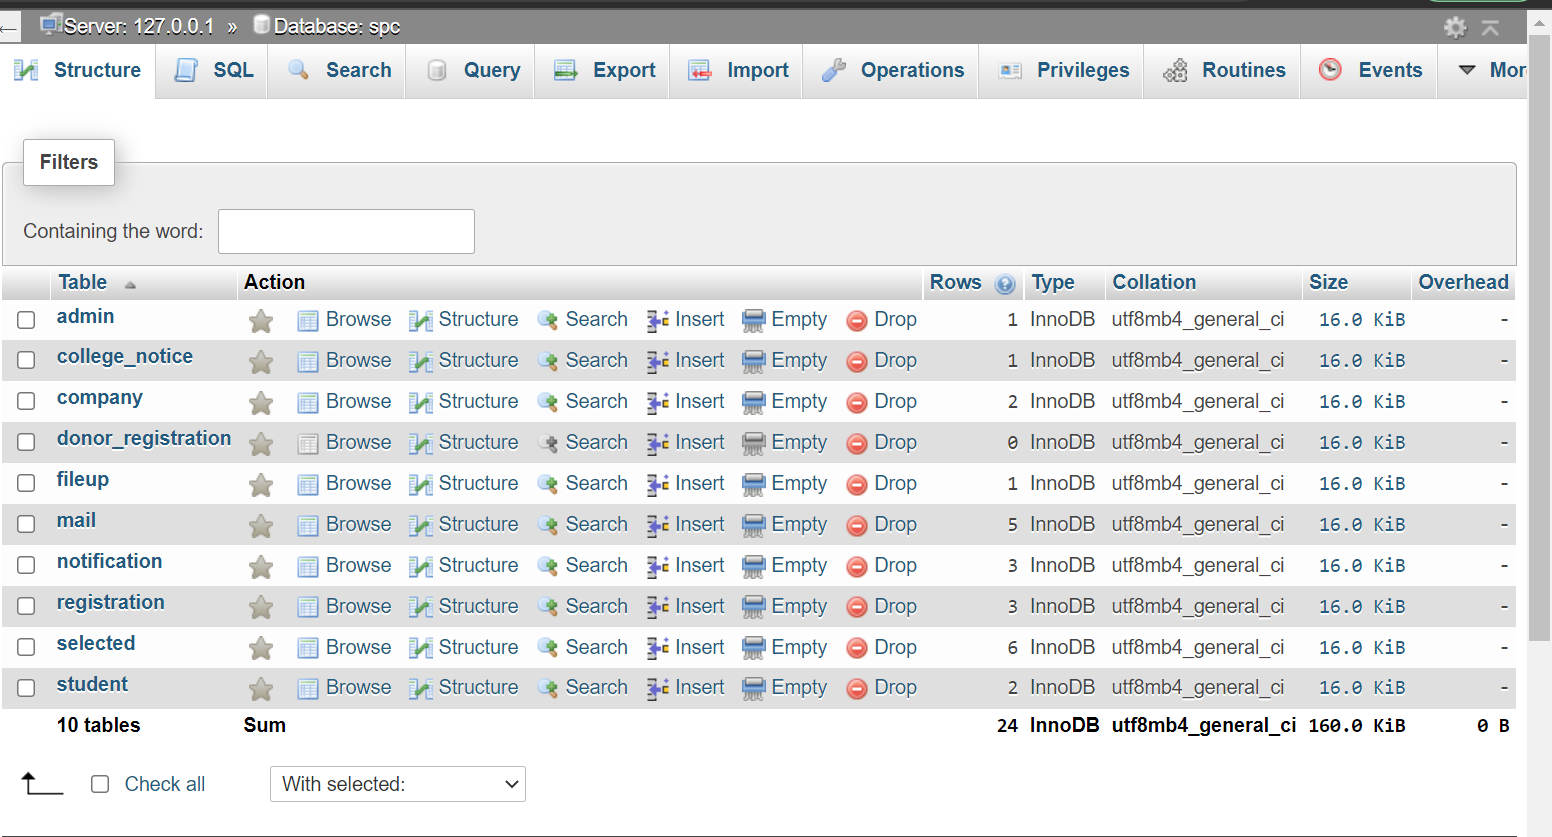 Server: 127.0.0.1 » Database: spc
Structure SQL Search Query Export Import Operations Privileges Routines Events Mor
Filters
Containing the word:
Table Action Rows Type Collation Size Overhead
admin Browse Structure Search Insert Empty Drop 1 InnoDB utf8mb4_general_ci 16.0 KiB -
college_notice Browse Structure Search Insert Empty Drop 1 InnoDB utf8mb4_general_ci 16.0 KiB -
company Browse Structure Search Insert Empty Drop 2 InnoDB utf8mb4_general_ci 16.0 KiB -
donor_registration Browse Structure Search Insert Empty Drop 0 InnoDB utf8mb4_general_ci 16.0 KiB -
fileup Browse Structure Search Insert Empty Drop 1 InnoDB utf8mb4_general_ci 16.0 KiB -
mail Browse Structure Search Insert Empty Drop 5 InnoDB utf8mb4_general_ci 16.0 KiB -
notification Browse Structure Search Insert Empty Drop 3 InnoDB utf8mb4_general_ci 16.0 KiB -
registration Browse Structure Search Insert Empty Drop 3 InnoDB utf8mb4_general_ci 16.0 KiB -
selected Browse Structure Search Insert Empty Drop 6 InnoDB utf8mb4_general_ci 16.0 KiB -
student Browse Structure Search Insert Empty Drop 2 InnoDB utf8mb4_general_ci 16.0 KiB -
10 tables Sum 24 InnoDB utf8mb4_general_ci 160.0 KiB 0 B
Check all With selected: